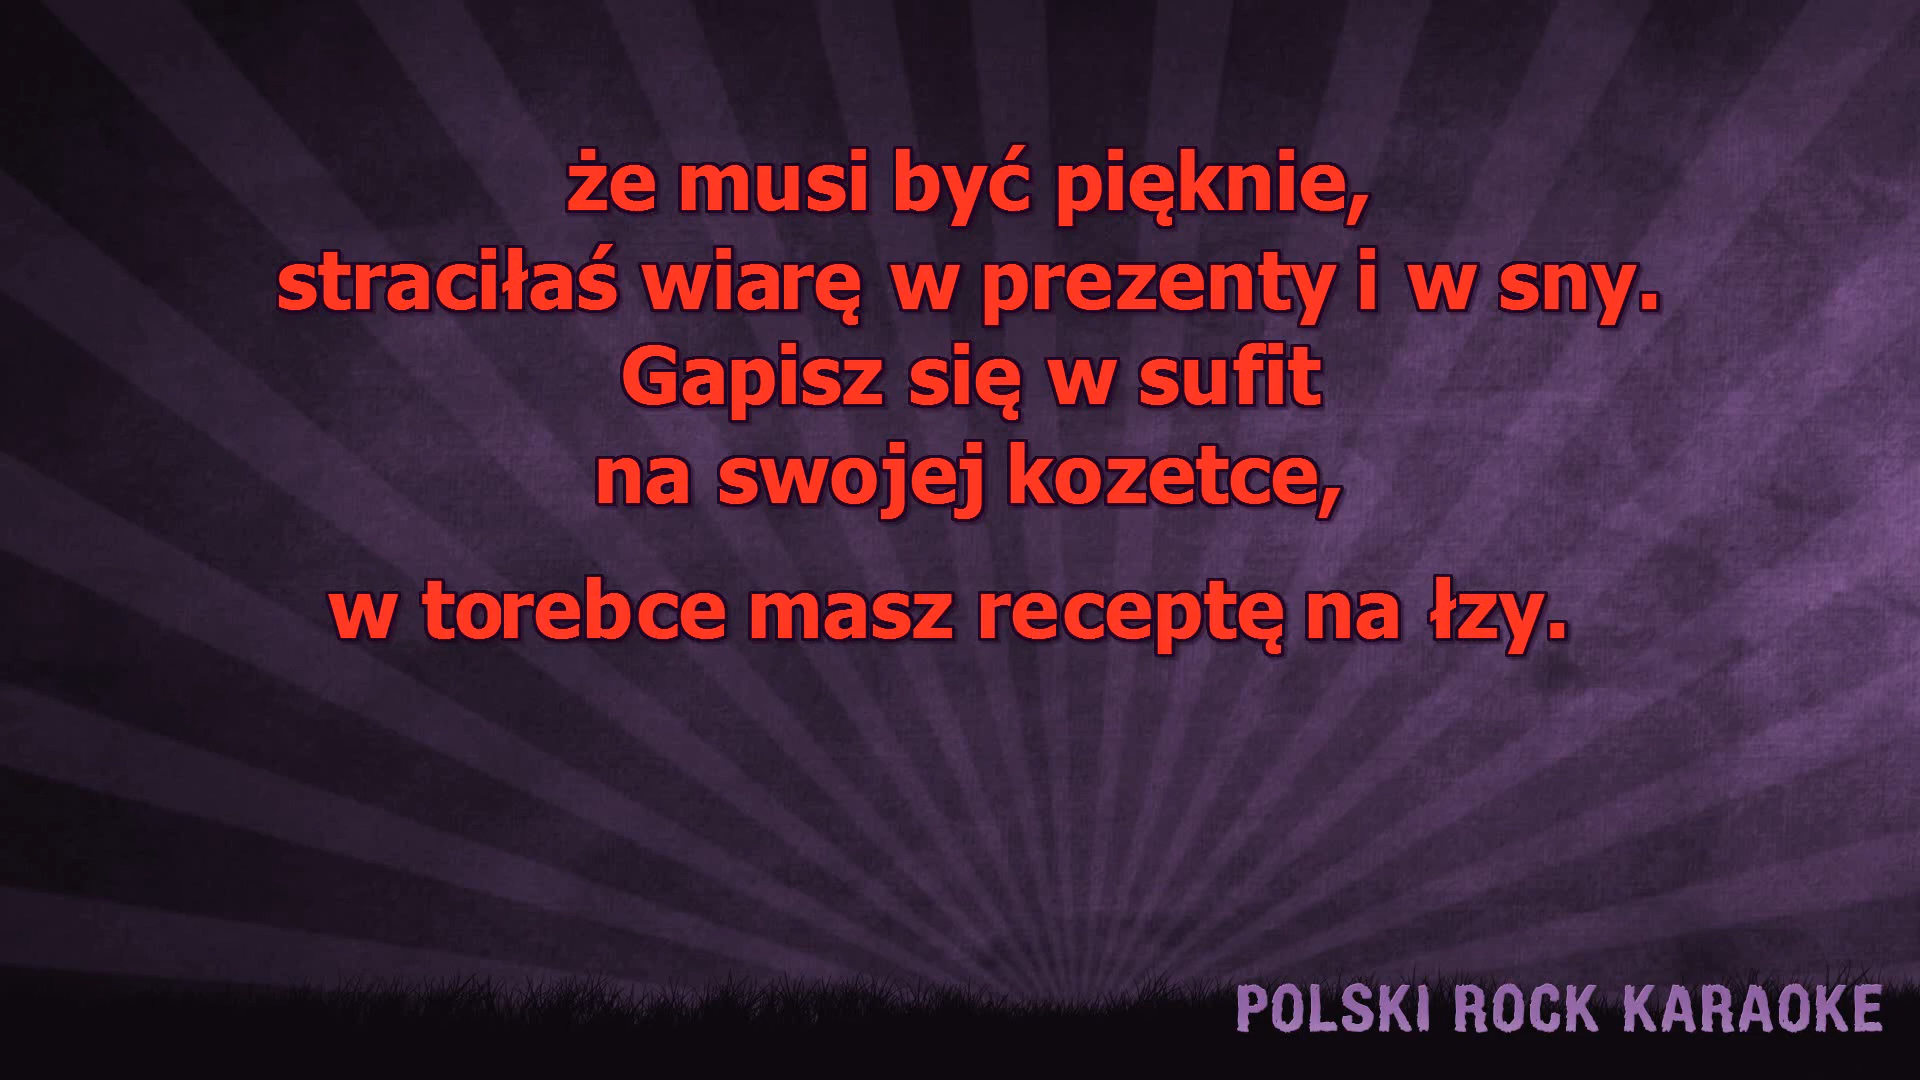 że musi być pięknie,
straciłaś wiarę w prezenty i w sny.
Gapisz się w sufit
na swojej kozetce,
w torebce masz receptę na łzy.
POLSKI ROCK KARAOKE